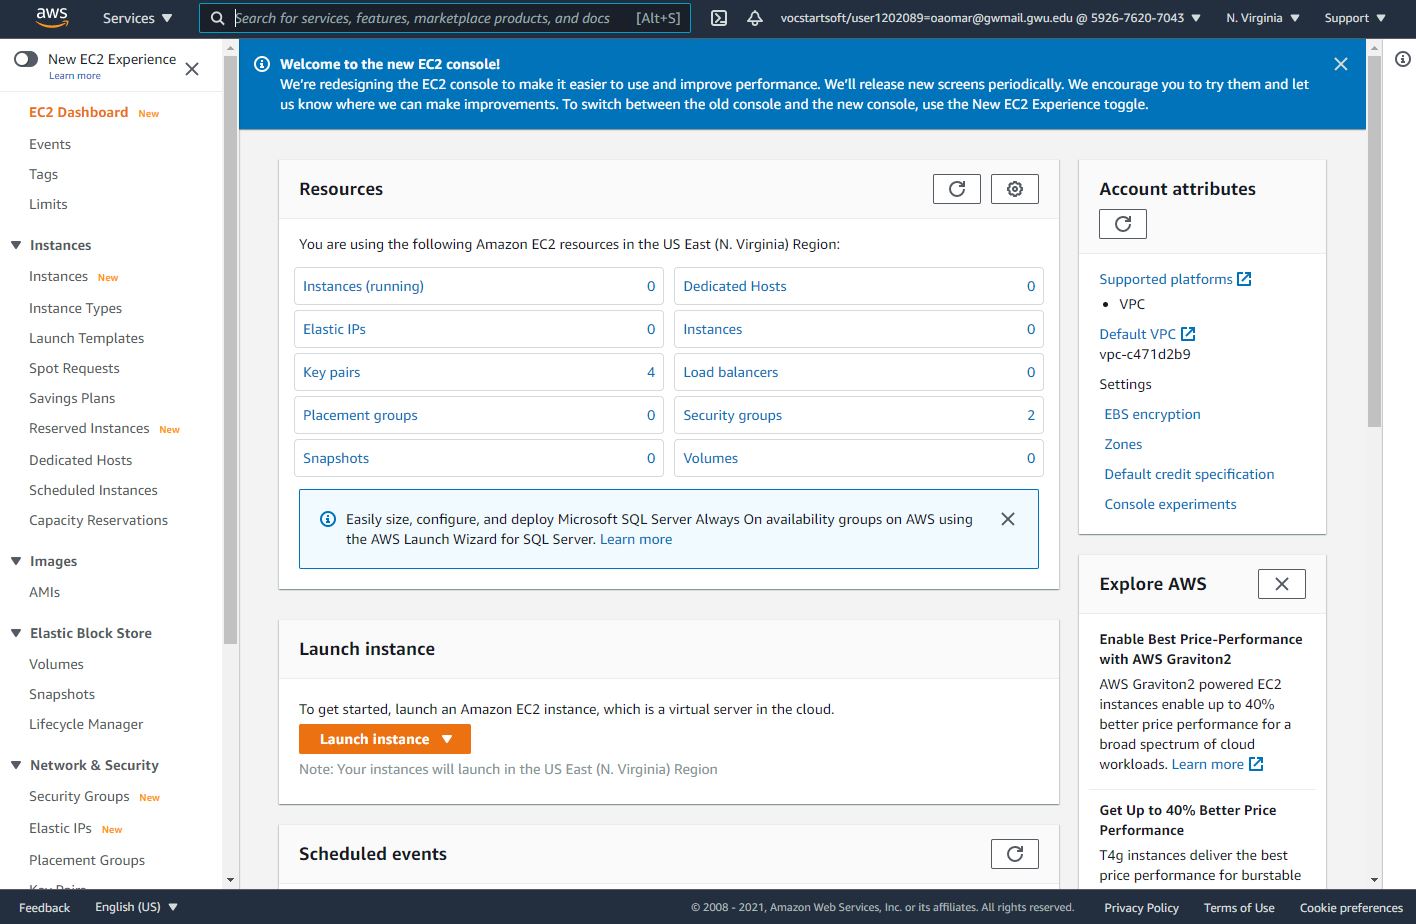 aws
Services
Search for services, features, marketplace products, and docs [Alt+S]
vocstartsoft/user1202089=oaomar@gwmail.gwu.edu @ 5926-7620-7043
N. Virginia
Support
New EC2 Experience
Learn more
EC2 Dashboard New
Events
Tags
Limits
Instances
Instances New
Instance Types
Launch Templates
Spot Requests
Savings Plans
Reserved Instances New
Dedicated Hosts
Scheduled Instances
Capacity Reservations
Images
AMIs
Elastic Block Store
Volumes
Snapshots
Lifecycle Manager
Network & Security
Security Groups New
Elastic IPs New
Placement Groups
Key Pairs
Welcome to the new EC2 console!
We're redesigning the EC2 console to make it easier to use and improve performance. We'll release new screens periodically. We encourage you to try them and let
us know where we can make improvements. To switch between the old console and the new console, use the New EC2 Experience toggle.
Resources
You are using the following Amazon EC2 resources in the US East (N. Virginia) Region:
Instances (running) 0
Dedicated Hosts 0
Elastic IPs 0
Instances 0
Key pairs 4
Load balancers 0
Placement groups 0
Security groups 2
Snapshots 0
Volumes 0
Easily size, configure, and deploy Microsoft SQL Server Always On availability groups on AWS using
the AWS Launch Wizard for SQL Server. Learn more
Launch instance
To get started, launch an Amazon EC2 instance, which is a virtual server in the cloud.
Launch instance
Note: Your instances will launch in the US East (N. Virginia) Region
Scheduled events
Account attributes
Supported platforms
• VPC
Default VPC
vpc-c471d2b9
Settings
EBS encryption
Zones
Default credit specification
Console experiments
Explore AWS
Enable Best Price-Performance
with AWS Graviton2
AWS Graviton2 powered EC2
instances enable up to 40%
better price performance for a
broad spectrum of cloud
workloads. Learn more
Get Up to 40% Better Price
Performance
T4g instances deliver the best
price performance for burstable
Feedback
English (US)
© 2008 - 2021, Amazon Web Services, Inc. or its affiliates. All rights reserved.
Privacy Policy
Terms of Use
Cookie preferences